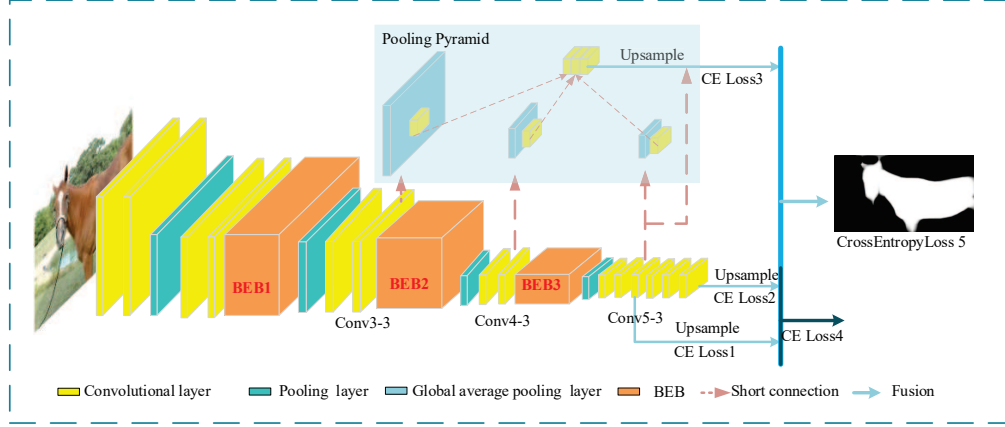 Pooling Pyramid
Upsample
CE Loss3
BEB1
BEB2
BEB3
Conv3-3
Conv4-3
Conv5-3
CrossEntropyLoss 5
Upsample
CE Loss2
Upsample
CE Loss1
CE Loss4
Convolutional layer
Pooling layer
Global average pooling layer
BEB
Short connection
Fusion